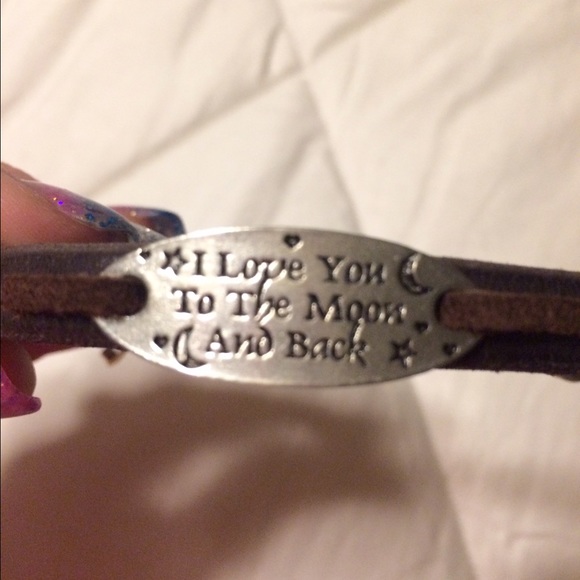 I Love You
To The Moon
And Back